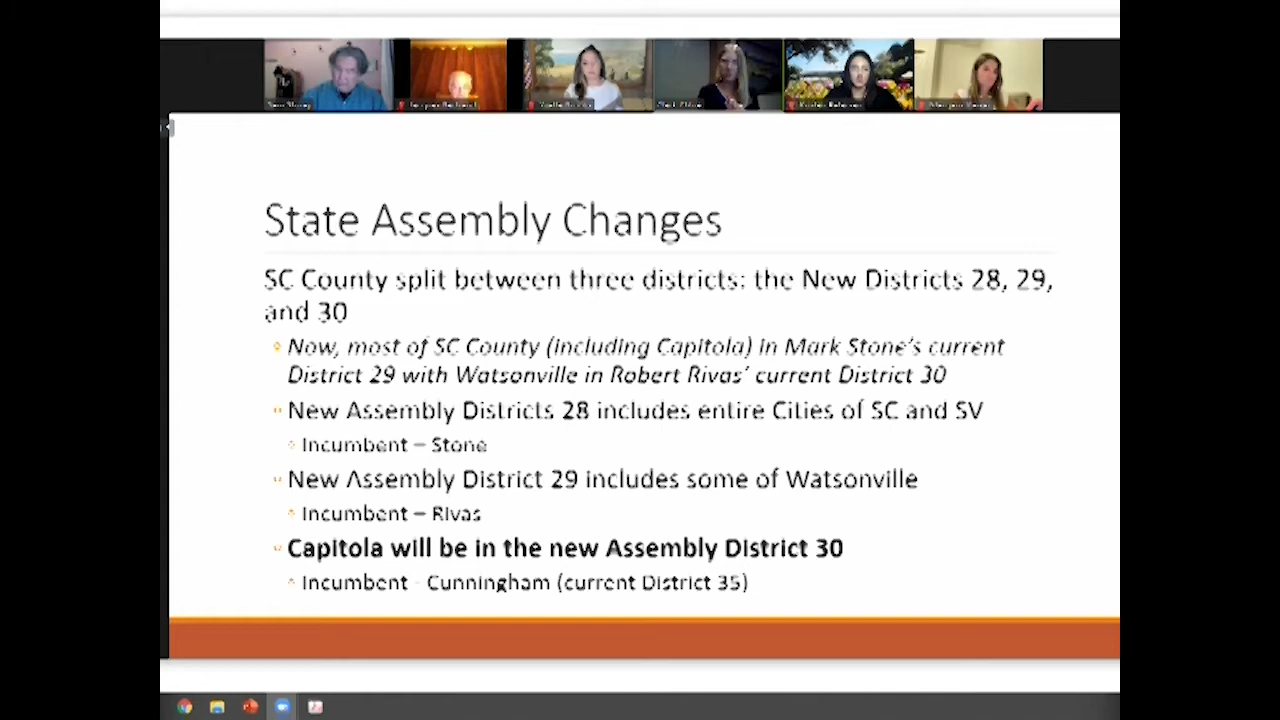 State Assembly Changes
SC County split between three districts: the New Districts 28, 29,
and 30
Now, most of SC County (including Capitola) in Mark Stone's current
District 29 with Watsonville in Robert Rivas' current District 30
New Assembly Districts 28 includes entire Cities of SC and SV
Incumbent – Stone
New Assembly District 29 includes some of Watsonville
Incumbent – Rivas
Capitola will be in the new Assembly District 30
Incumbent - Cunningham (current District 35)